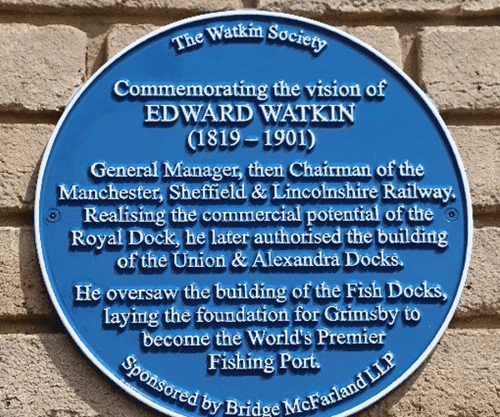 The Watkin Society
Commemorating the vision of
EDWARD WATKIN
(1819 – 1901)
General Manager, then Chairman of the
Manchester, Sheffield & Lincolnshire Railway.
Realising the commercial potential of the
Royal Dock, he later authorised the building
of the Union & Alexandra Docks.
He oversaw the building of the Fish Docks,
laying the foundation for Grimsby to
become the World's Premier
Fishing Port.
Sponsored by Bridge McFarland LLP